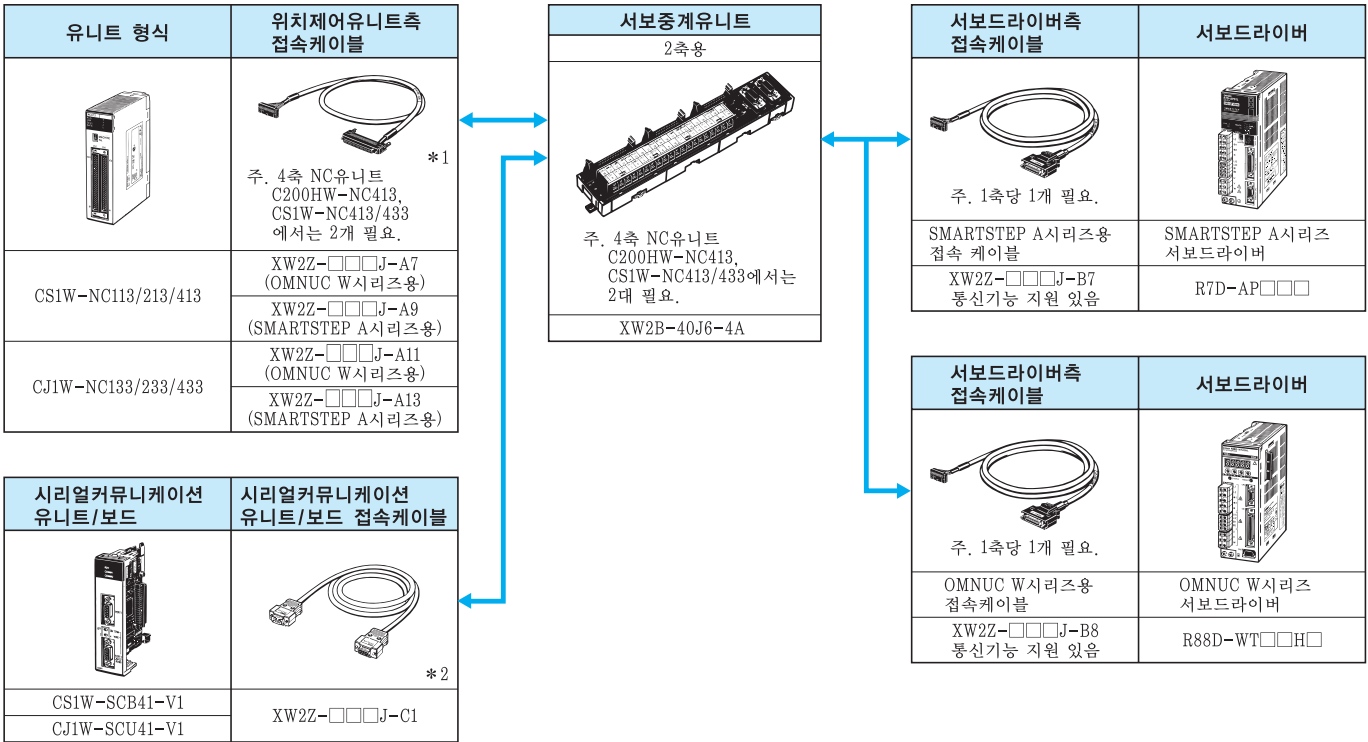 유니트 형식
위치제어유니트측
접속케이블
*1
주. 4축 NC유니트
C200HW-NC413,
CS1W-NC413/433
에서는 2개 필요.
CS1W-NC113/213/413
XW2Z-□□□J-A7
(OMNUC W시리즈용)
XW2Z-□□□J-A9
(SMARTSTEP A시리즈용)
CJ1W-NC133/233/433
XW2Z-□□□J-A11
(OMNUC W시리즈용)
XW2Z-□□□J-A13
(SMARTSTEP A시리즈용)
시리얼커뮤니케이션
유니트/보드
시리얼커뮤니케이션
유니트/보드 접속케이블
*2
CS1W-SCB41-V1
CJ1W-SCU41-V1
XW2Z-□□□J-C1
서보중계유니트
2축용
주. 4축 NC유니트
C200HW-NC413,
CS1W-NC413/433에서는
2대 필요.
XW2B-40J6-4A
서보드라이버측
접속케이블
서보드라이버
주. 1축당 1개 필요.
SMARTSTEP A시리즈용
접속 케이블
SMARTSTEP A시리즈
서보드라이버
XW2Z-□□□J-B7
통신기능 지원 있음
R7D-AP□□□
서보드라이버측
접속케이블
서보드라이버
주. 1축당 1개 필요.
OMNUC W시리즈용
접속케이블
OMNUC W시리즈
서보드라이버
XW2Z-□□□J-B8
통신기능 지원 있음
R88D-WT□□H□